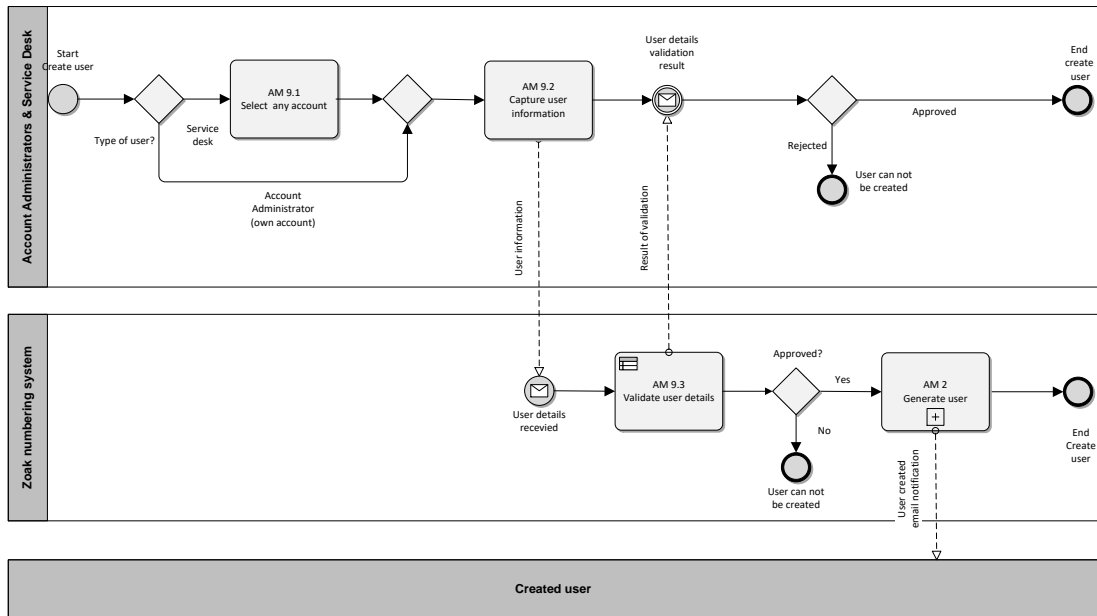 Account Administrators & Service Desk
Start
Create user
Type of user?
Service
desk
AM 9.1
Select any account
Account
Administrator
(own account)
AM 9.2
Capture user
information
User details
validation
result
Approved
Rejected
User can not
be created
End
create
user
User information
Result of validation
Zoak numbering system
User details
recevied
AM 9.3
Validate user details
Approved?
Yes
No
User can not
be created
AM 2
Generate user
+
End
Create
user
User created
email notification
Created user